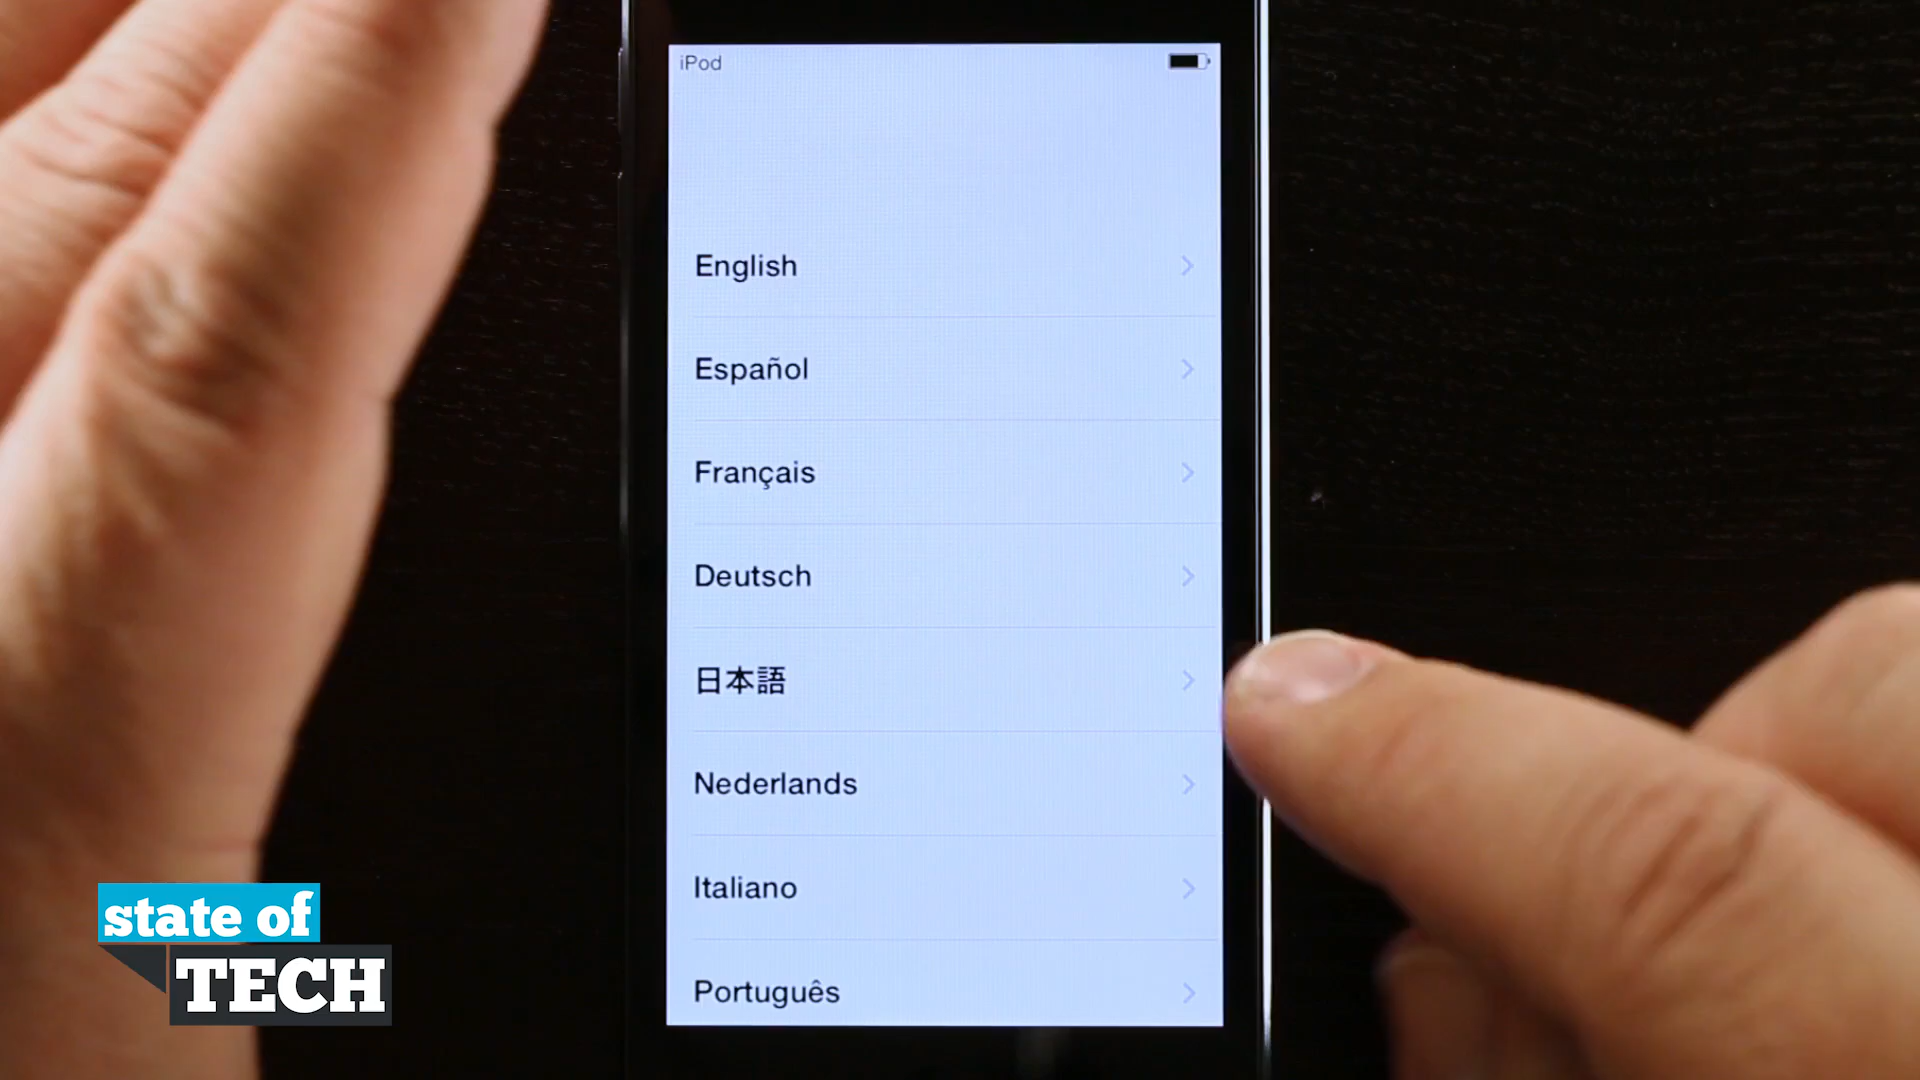 iPod
English
Español
Français
Deutsch
日本語
Nederlands
Italiano
Português
state of
TECH